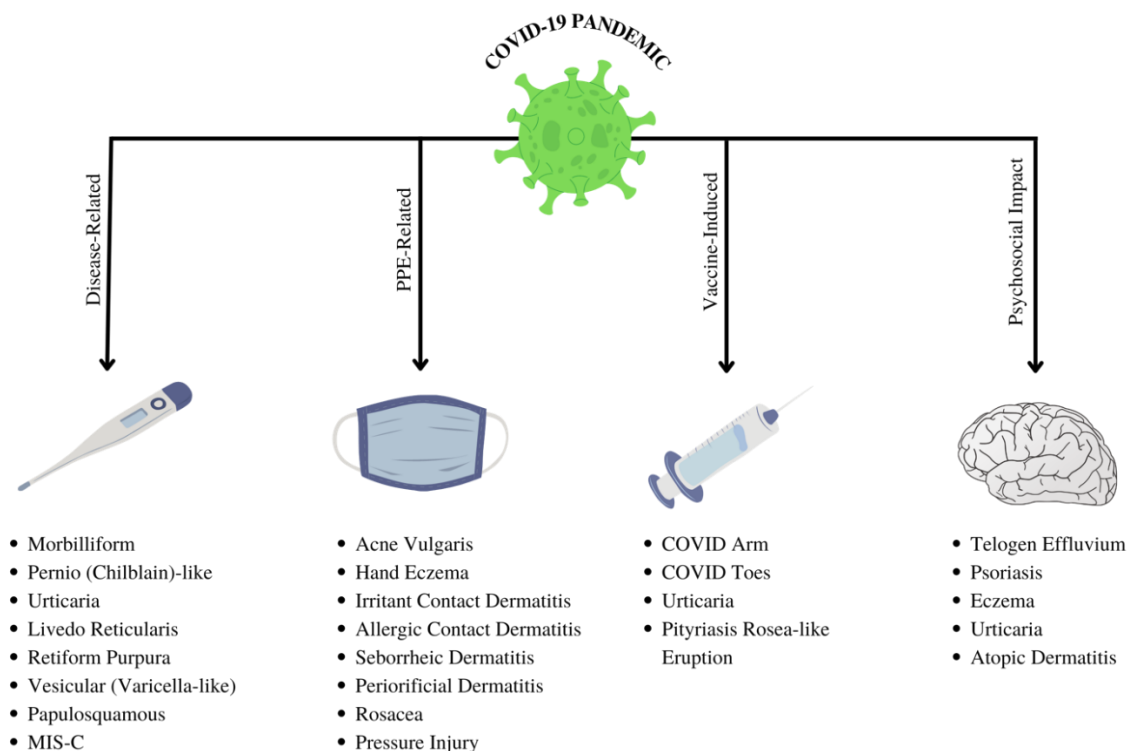 COVID-19 PANDEMIC
Disease-Related
PPE-Related
Vaccine-Induced
Psychosocial Impact
• Morbilliform
• Pernio (Chilblain)-like
• Urticaria
• Livedo Reticularis
• Retiform Purpura
• Vesicular (Varicella-like)
• Papulosquamous
• MIS-C
• Acne Vulgaris
• Hand Eczema
• Irritant Contact Dermatitis
• Allergic Contact Dermatitis
• Seborrheic Dermatitis
• Periorificial Dermatitis
• Rosacea
• Pressure Injury
• COVID Arm
• COVID Toes
• Urticaria
• Pityriasis Rosea-like
Eruption
• Telogen Effluvium
• Psoriasis
• Eczema
• Urticaria
• Atopic Dermatitis